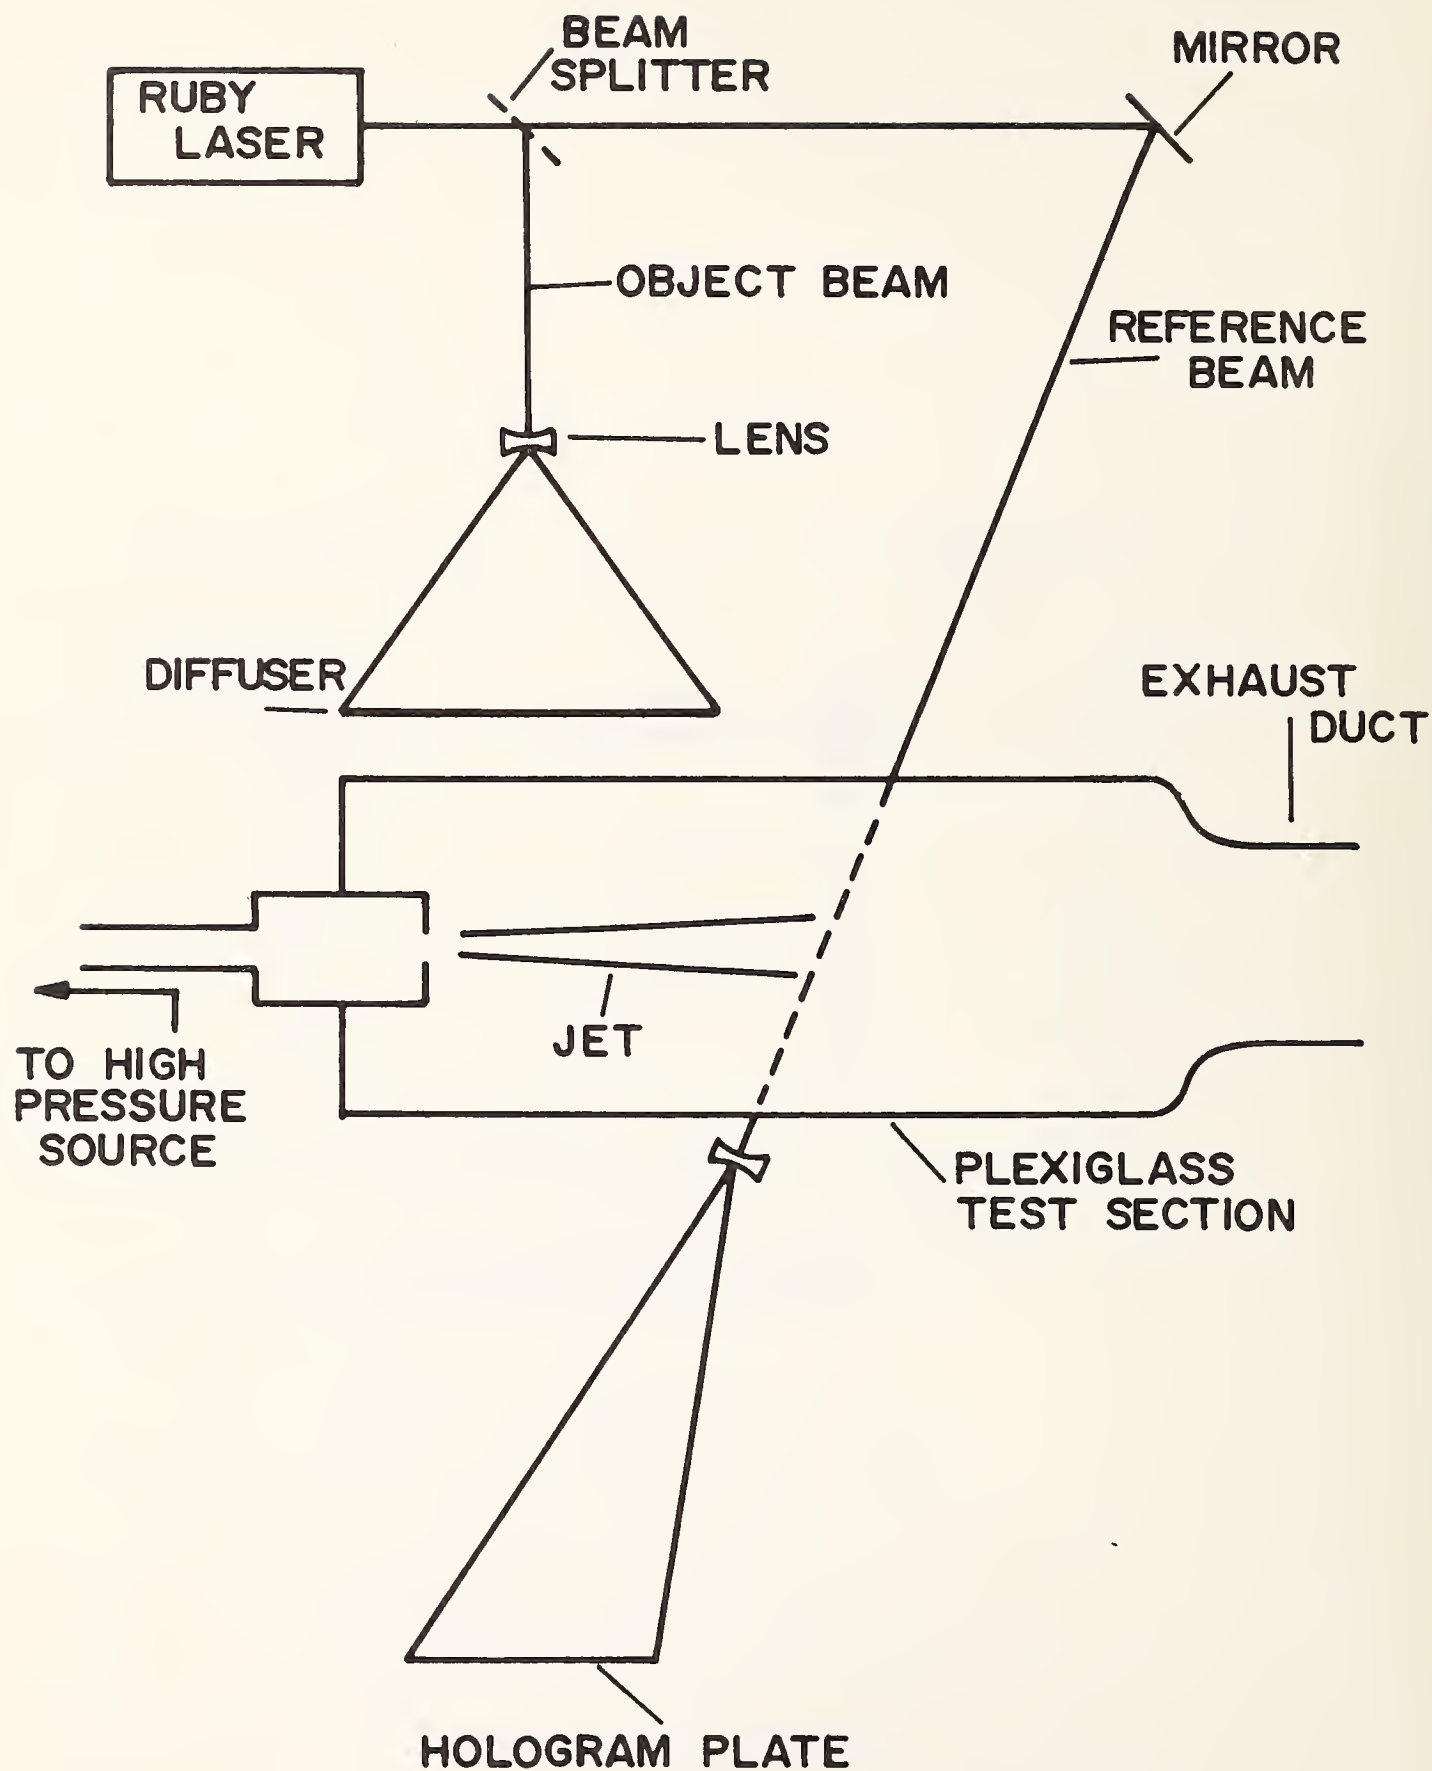 BEAM
SPLITTER
MIRROR
RUBY
LASER
OBJECT BEAM
REFERENCE
BEAM
LENS
DIFFUSER
EXHAUST
DUCT
JET
TO HIGH
PRESSURE
SOURCE
PLEXIGLASS
TEST SECTION
HOLOGRAM PLATE